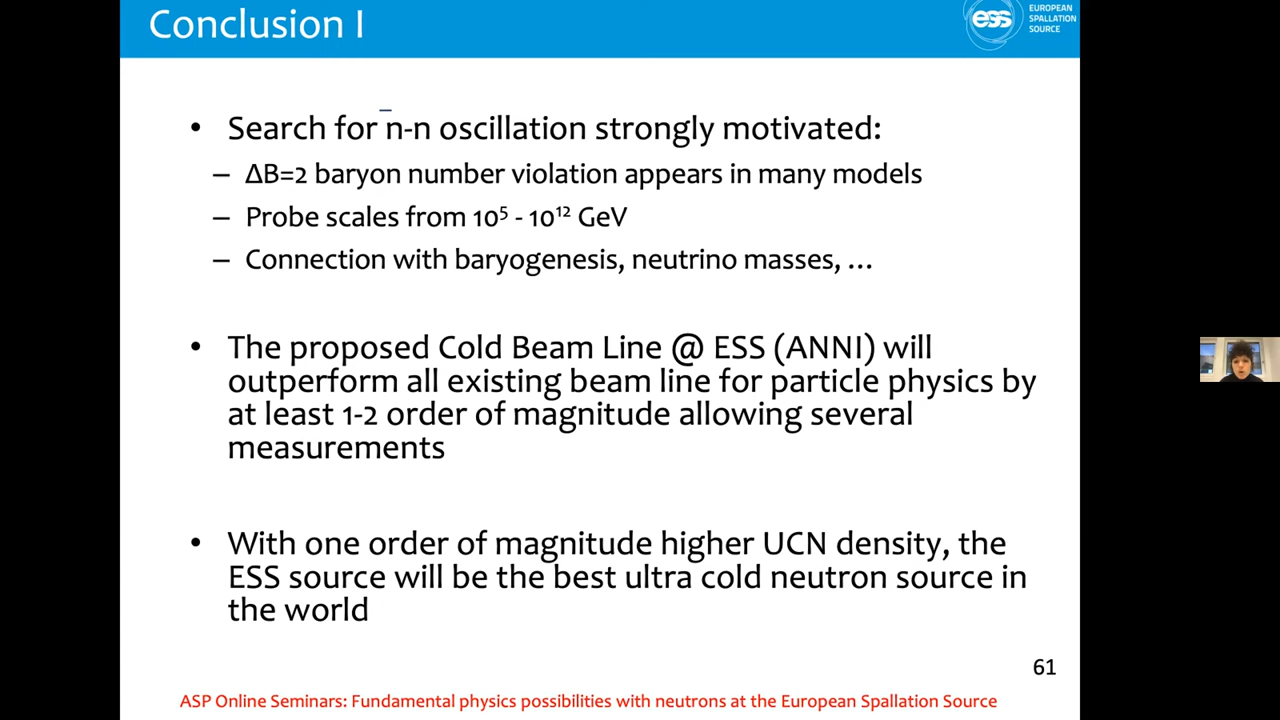 Conclusion I
ess
EUROPEAN
SPALLATION
SOURCE
• Search for n̄-n oscillation strongly motivated:
– ΔB=2 baryon number violation appears in many models
– Probe scales from 10⁵ - 10¹² GeV
– Connection with baryogenesis, neutrino masses, ...
• The proposed Cold Beam Line @ ESS (ANNI) will
outperform all existing beam line for particle physics by
at least 1-2 order of magnitude allowing several
measurements
• With one order of magnitude higher UCN density, the
ESS source will be the best ultra cold neutron source in
the world
61
ASP Online Seminars: Fundamental physics possibilities with neutrons at the European Spallation Source